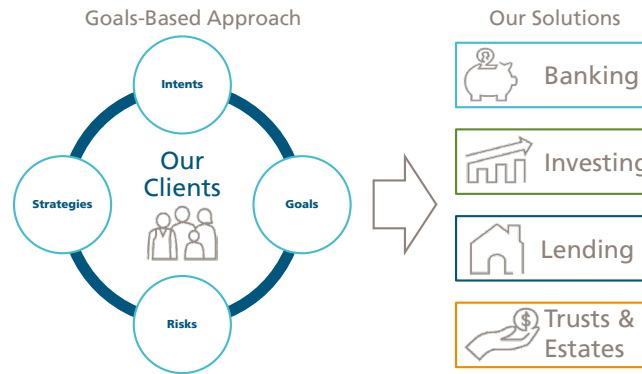 Goals-Based Approach
Our Solutions
Intents
Our
Clients
Strategies
Goals
Risks
Banking
Investing
Lending
$
Trusts &
Estates